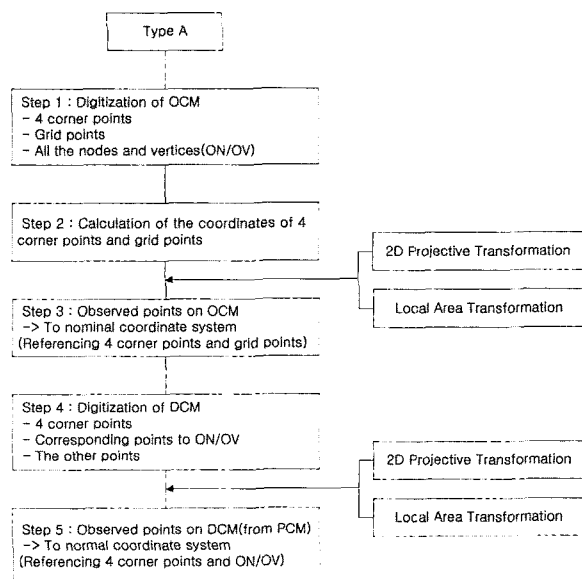 Type A
Step 1 : Digitization of OCM
- 4 corner points
- Grid points
- All the nodes and vertices(ON/OV)
Step 2 : Calculation of the coordinates of 4
corner points and grid points
2D Projective Transformation
Local Area Transformation
Step 3 : Observed points on OCM
-> To nominal coordinate system
(Referencing 4 corner points and grid points)
Step 4 : Digitization of DCM
- 4 corner points
- Corresponding points to ON/OV
- The other points
2D Projective Transformation
Local Area Transformation
Step 5 : Observed points on DCM(from PCM)
-> To normal coordinate system
(Referencing 4 corner points and ON/OV)